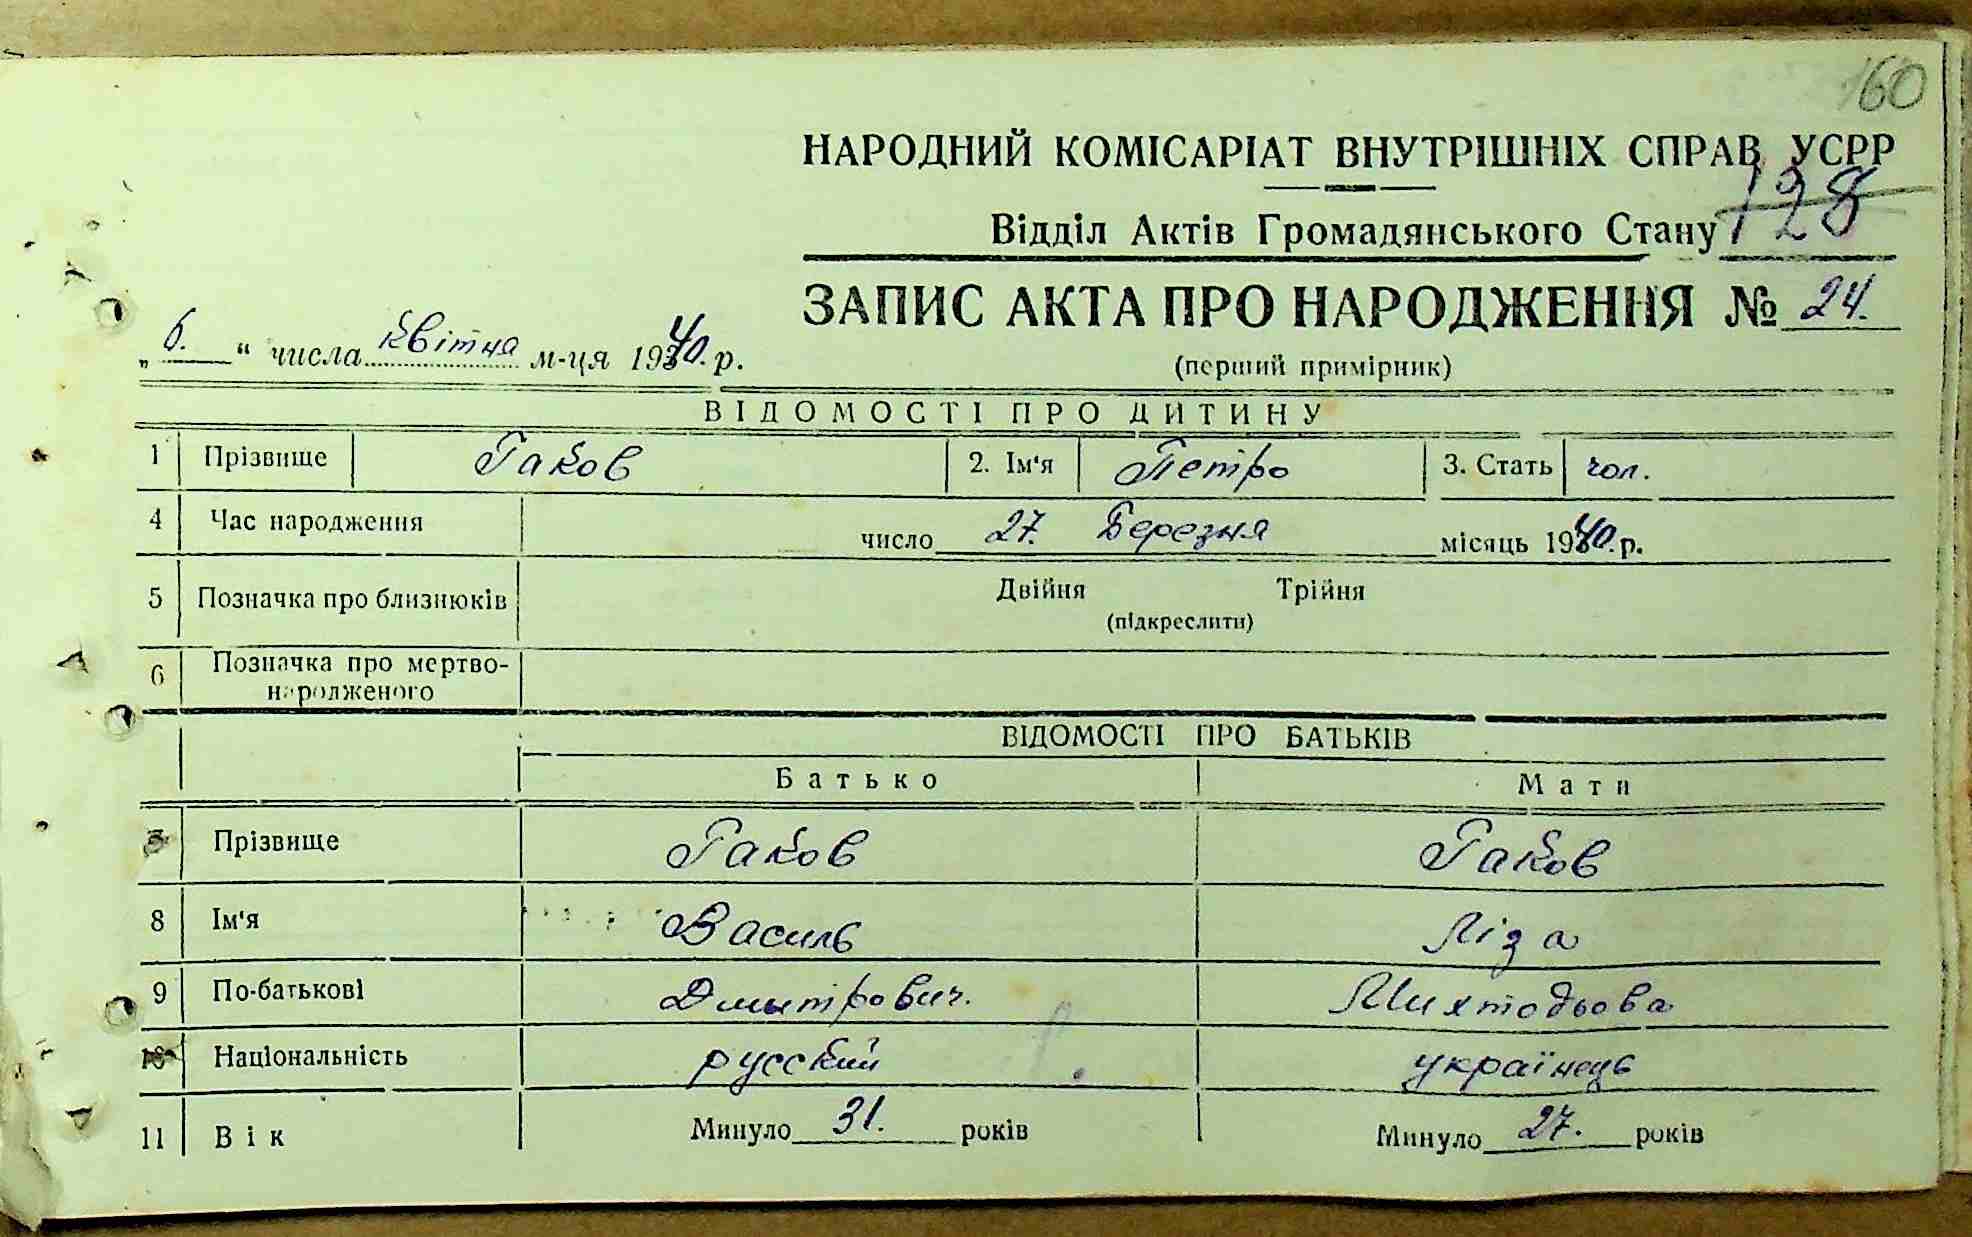 160
НАРОДНИЙ КОМІСАРІАТ ВНУТРІШНІХ СПРАВ УСРР
128
Відділ Актів Громадянського Стану
ЗАПИС АКТА ПРО НАРОДЖЕННЯ № 24.
„ 6. “ числа квітня м-ця 1940. р.
(перший примірник)
ВІДОМОСТІ ПРО ДИТИНУ
1 Прізвище Гаков 2. Ім'я Петро 3. Стать чол.
4 Час народження число 27. Березня місяць 1940. р.
5 Позначка про близнюків Двійня Трійня
(підкреслити)
6 Позначка про мертво-
народженого
ВІДОМОСТІ ПРО БАТЬКІВ
Батько Мати
Прізвище Гаков Гаков
8 Ім'я Василь Ліза
9 По-батькові Дмытрович. Михтодьова
10 Національність русский українець
11 Вік Минуло 31. років Минуло 27. років